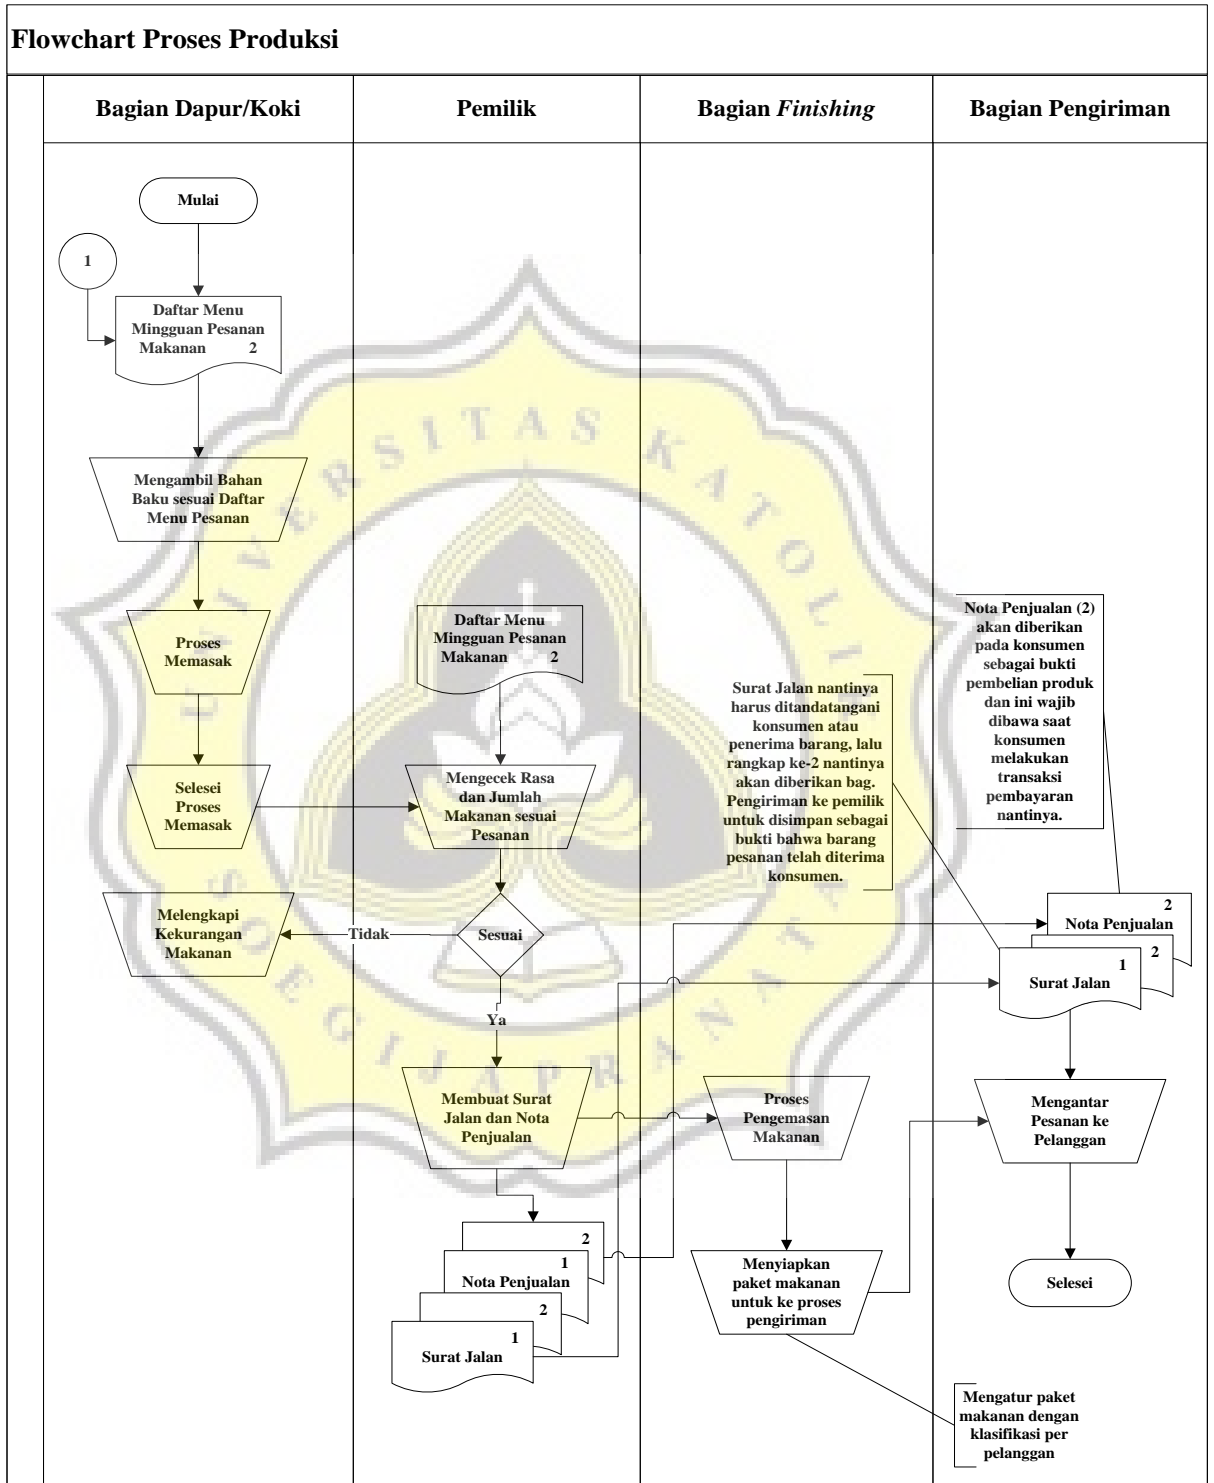 Flowchart Proses Produksi
Bagian Dapur/Koki
Pemilik
Bagian Finishing
Bagian Pengiriman
Mulai
1
Daftar Menu
Mingguan Pesanan
Makanan 2
Mengambil Bahan
Baku sesuai Daftar
Menu Pesanan
Proses
Memasak
Selesei
Proses
Memasak
Melengkapi
Kekurangan
Makanan
Daftar Menu
Mingguan Pesanan
Makanan 2
Mengecek Rasa
dan Jumlah
Makanan sesuai
Pesanan
Sesuai
Tidak
Ya
Membuat Surat
Jalan dan Nota
Penjualan
2
1
Nota Penjualan
2
1
Surat Jalan
Surat Jalan nantinya
harus ditandatangani
konsumen atau
penerima barang, lalu
rangkap ke-2 nantinya
akan diberikan bag.
Pengiriman ke pemilik
untuk disimpan sebagai
bukti bahwa barang
pesanan telah diterima
konsumen.
Proses
Pengemasan
Makanan
Menyiapkan
paket makanan
untuk ke proses
pengiriman
Nota Penjualan (2)
akan diberikan
pada konsumen
sebagai bukti
pembelian produk
dan ini wajib
dibawa saat
konsumen
melakukan
transaksi
pembayaran
nantinya.
2
Nota Penjualan
2
1
Surat Jalan
Mengantar
Pesanan ke
Pelanggan
Selesei
Mengatur paket
makanan dengan
klasifikasi per
pelanggan
UNIVERSITAS KATOLIK
SOEGIJAPRANATA